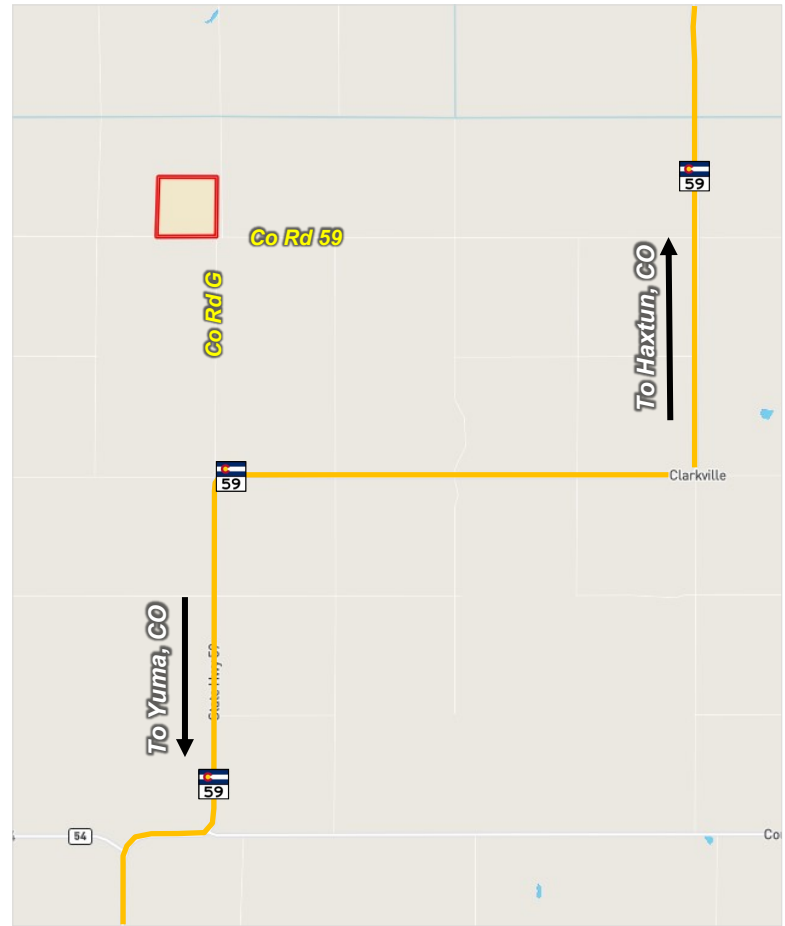 59
Co Rd 59
To Haxtun, CO
Co Rd G
59
Clarkville
To Yuma, CO
State Hwy 59
59
54
Co